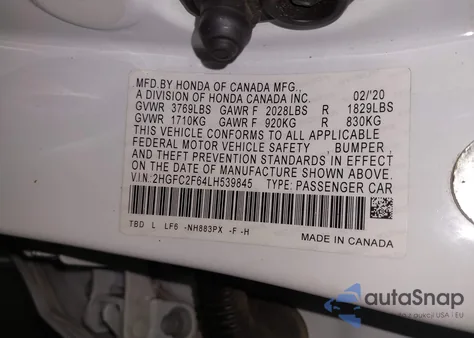 MFD.BY HONDA OF CANADA MFG.,
A DIVISION OF HONDA CANADA INC. 02/'20
GVWR 3769LBS GAWR F 2028LBS R 1829LBS
GVWR 1710KG GAWR F 920KG R 830KG
THIS VEHICLE CONFORMS TO ALL APPLICABLE
FEDERAL MOTOR VEHICLE SAFETY, BUMPER,
AND THEFT PREVENTION STANDARDS IN EFFECT
ON THE DATE OF MANUFACTURE SHOWN ABOVE.
V.I.N: 2HGFC2F64LH539845 TYPE: PASSENGER CAR
TBD L LF6 -NH883PX -F -H
MADE IN CANADA
autoSnap
z aukcji USA i EU